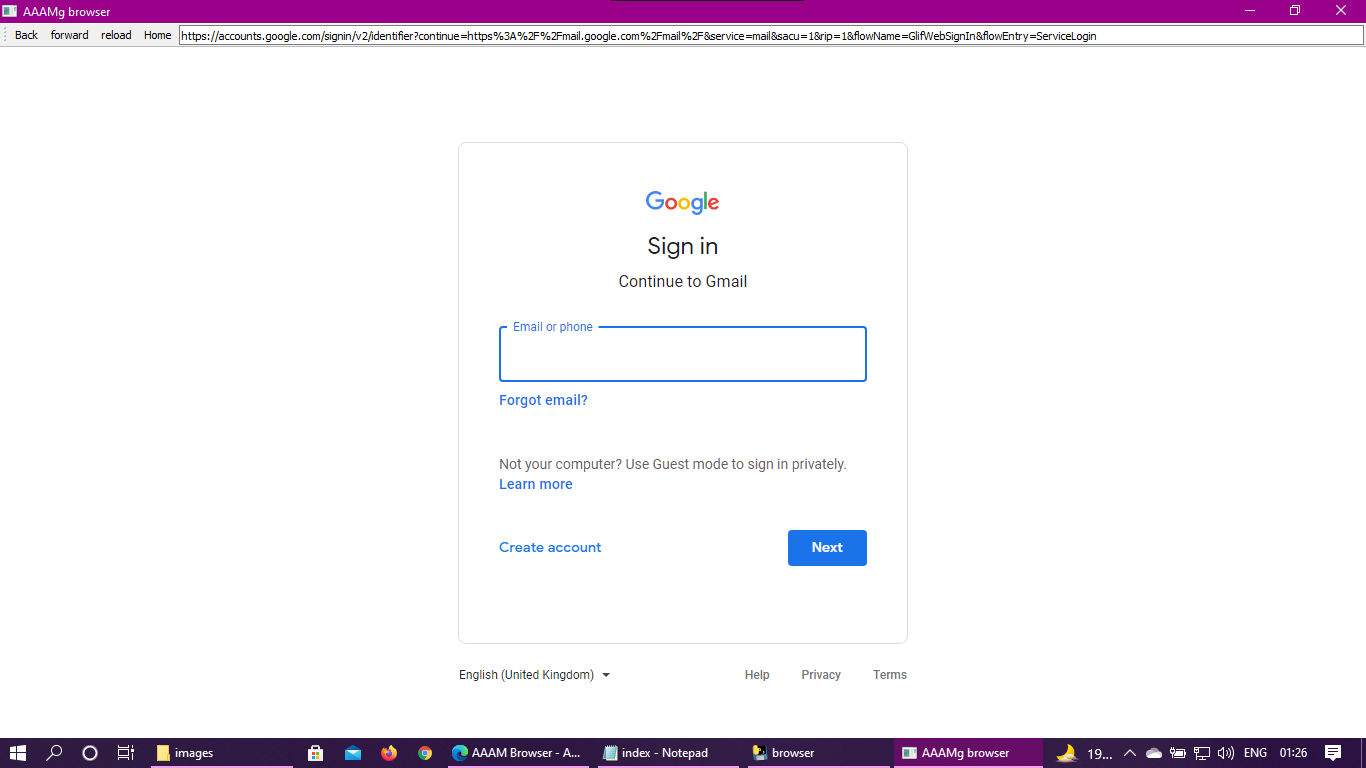 AAAMg browser
Back forward reload Home https://accounts.google.com/signin/v2/identifier?continue=https%3A%2F%2Fmail.google.com%2Fmail%2F&service=mail&sacu=1&rip=1&flowName=GlifWebSignIn&flowEntry=ServiceLogin
Google
Sign in
Continue to Gmail
Email or phone
Forgot email?
Not your computer? Use Guest mode to sign in privately.
Learn more
Create account Next
English (United Kingdom) Help Privacy Terms
images AAAM Browser - A... index - Notepad browser AAAMg browser 19... ENG 01:26